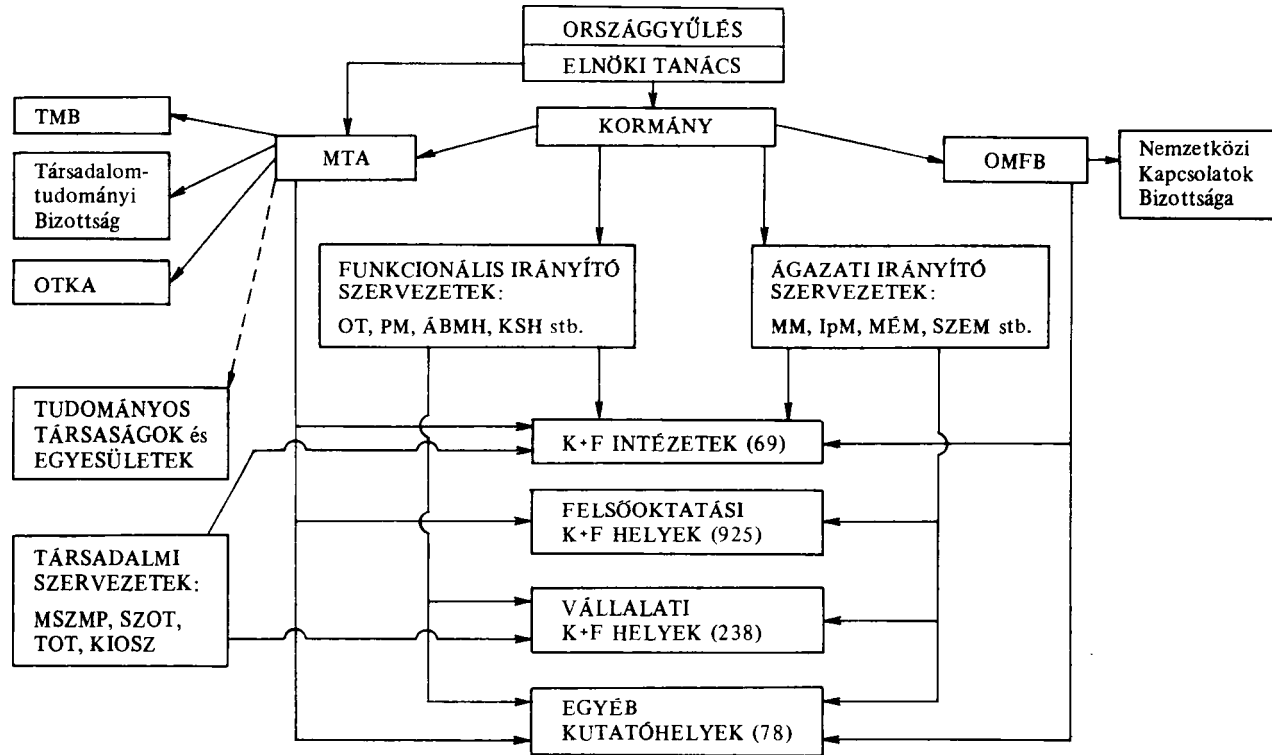 ORSZÁGGYŰLÉS
ELNÖKI TANÁCS
TMB
KORMÁNY
MTA
OMFB
Társadalom-
tudományi
Bizottság
Nemzetközi
Kapcsolatok
Bizottsága
OTKA
FUNKCIONÁLIS IRÁNYÍTÓ
SZERVEZETEK:
OT, PM, ÁBMH, KSH stb.
ÁGAZATI IRÁNYÍTÓ
SZERVEZETEK:
MM, IpM, MÉM, SZEM stb.
TUDOMÁNYOS
TÁRSASÁGOK és
EGYESÜLETEK
K+F INTÉZETEK (69)
FELSŐOKTATÁSI
K+F HELYEK (925)
TÁRSADALMI
SZERVEZETEK:
MSZMP, SZOT,
TOT, KIOSZ
VÁLLALATI
K+F HELYEK (238)
EGYÉB
KUTATÓHELYEK (78)